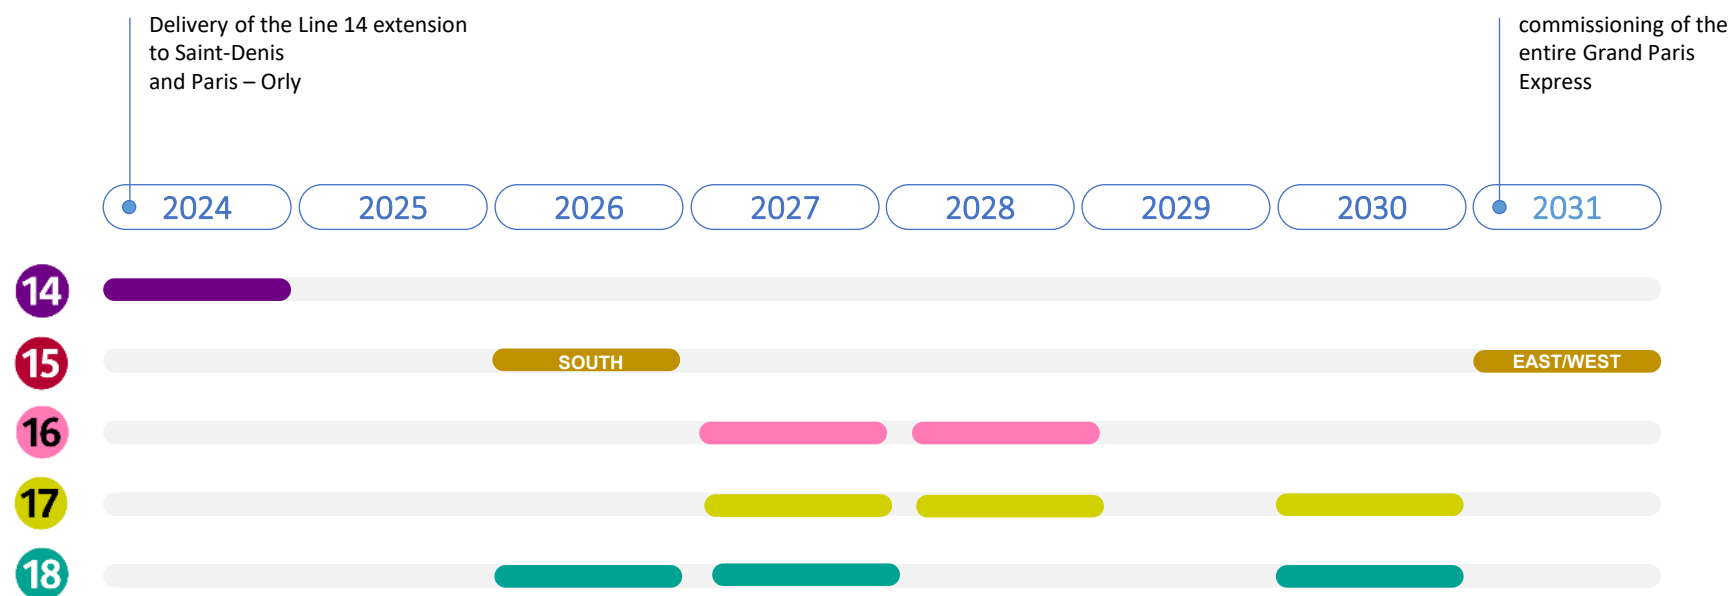 Delivery of the Line 14 extension
to Saint-Denis
and Paris – Orly
commissioning of the
entire Grand Paris
Express
2024 2025 2026 2027 2028 2029 2030 2031
14
15 SOUTH EAST/WEST
16
17
18